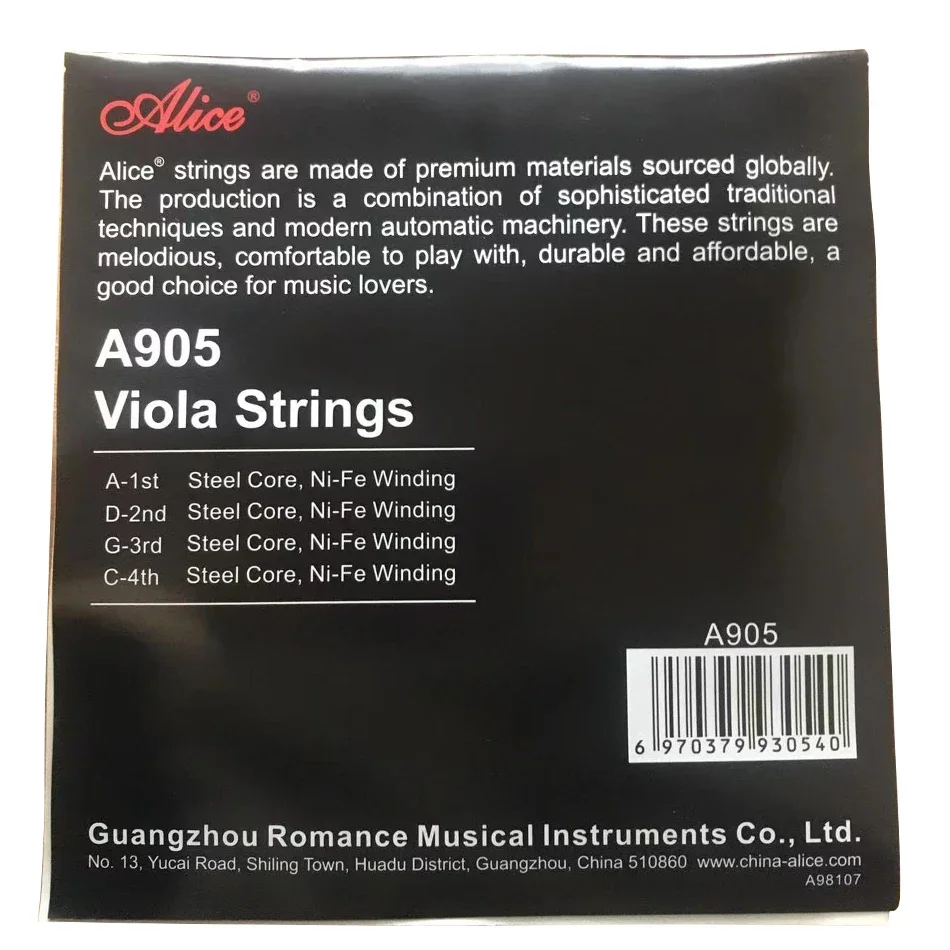 Alice®
Alice® strings are made of premium materials sourced globally.
The production is a combination of sophisticated traditional
techniques and modern automatic machinery. These strings are
melodious, comfortable to play with, durable and affordable, a
good choice for music lovers.
A905
Viola Strings
A-1st Steel Core, Ni-Fe Winding
D-2nd Steel Core, Ni-Fe Winding
G-3rd Steel Core, Ni-Fe Winding
C-4th Steel Core, Ni-Fe Winding
A905
6 970379 930540
Guangzhou Romance Musical Instruments Co., Ltd.
No. 13, Yucai Road, Shiling Town, Huadu District, Guangzhou, China 510860 www.china-alice.com
A98107